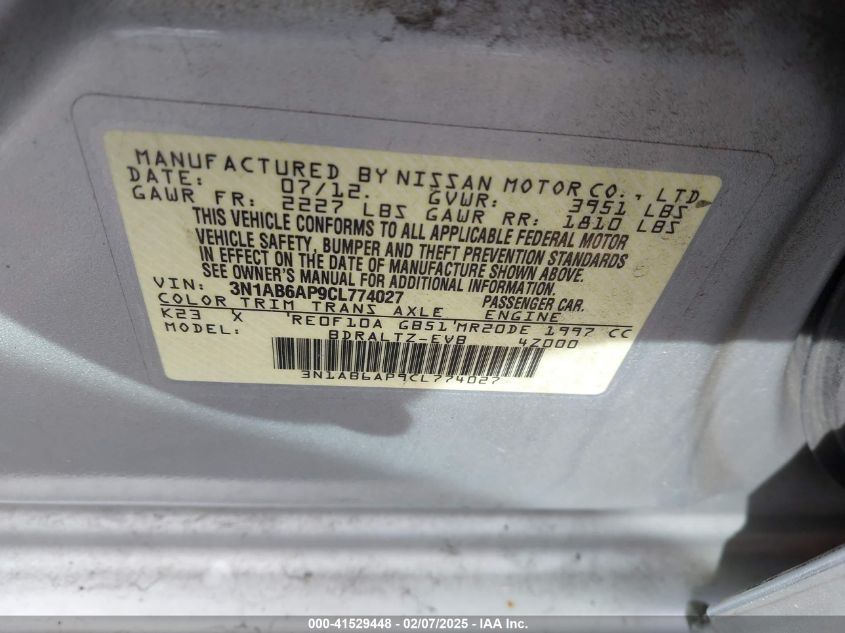 MANUFACTURED BY NISSAN MOTOR CO., LTD.
DATE: 07/12. GVWR: 3951 LBS
GAWR FR: 2227 LBS GAWR RR: 1810 LBS
THIS VEHICLE CONFORMS TO ALL APPLICABLE FEDERAL MOTOR
VEHICLE SAFETY, BUMPER AND THEFT PREVENTION STANDARDS
IN EFFECT ON THE DATE OF MANUFACTURE SHOWN ABOVE.
SEE OWNER'S MANUAL FOR ADDITIONAL INFORMATION.
VIN: 3N1AB6AP9CL774027 PASSENGER CAR.
COLOR TRIM TRANS AXLE ENGINE
K23 X 'RE0F10A GB51'MR20DE 1997 CC
MODEL: BDRALTZ-EVB 4Z000
3N1AB6AP9CL774027
000-41529448 - 02/07/2025 - IAA Inc.